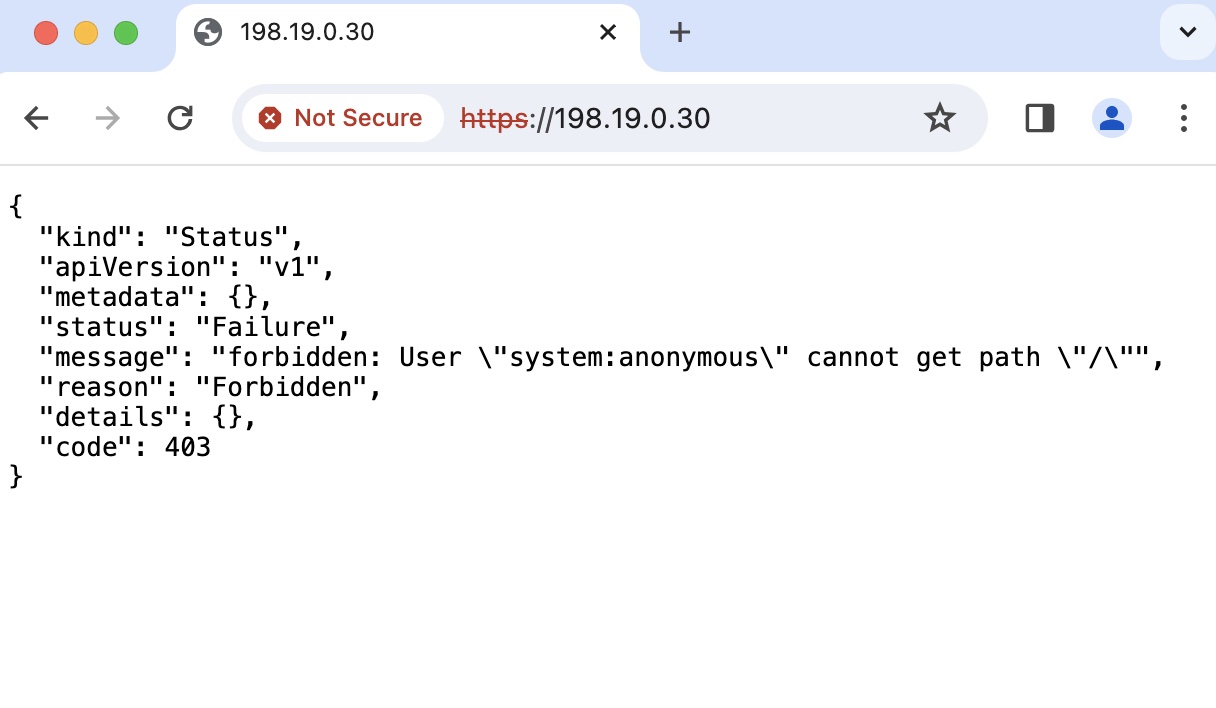 198.19.0.30
Not Secure https://198.19.0.30
{
  "kind": "Status",
  "apiVersion": "v1",
  "metadata": {},
  "status": "Failure",
  "message": "forbidden: User \"system:anonymous\" cannot get path \"/\"",
  "reason": "Forbidden",
  "details": {},
  "code": 403
}